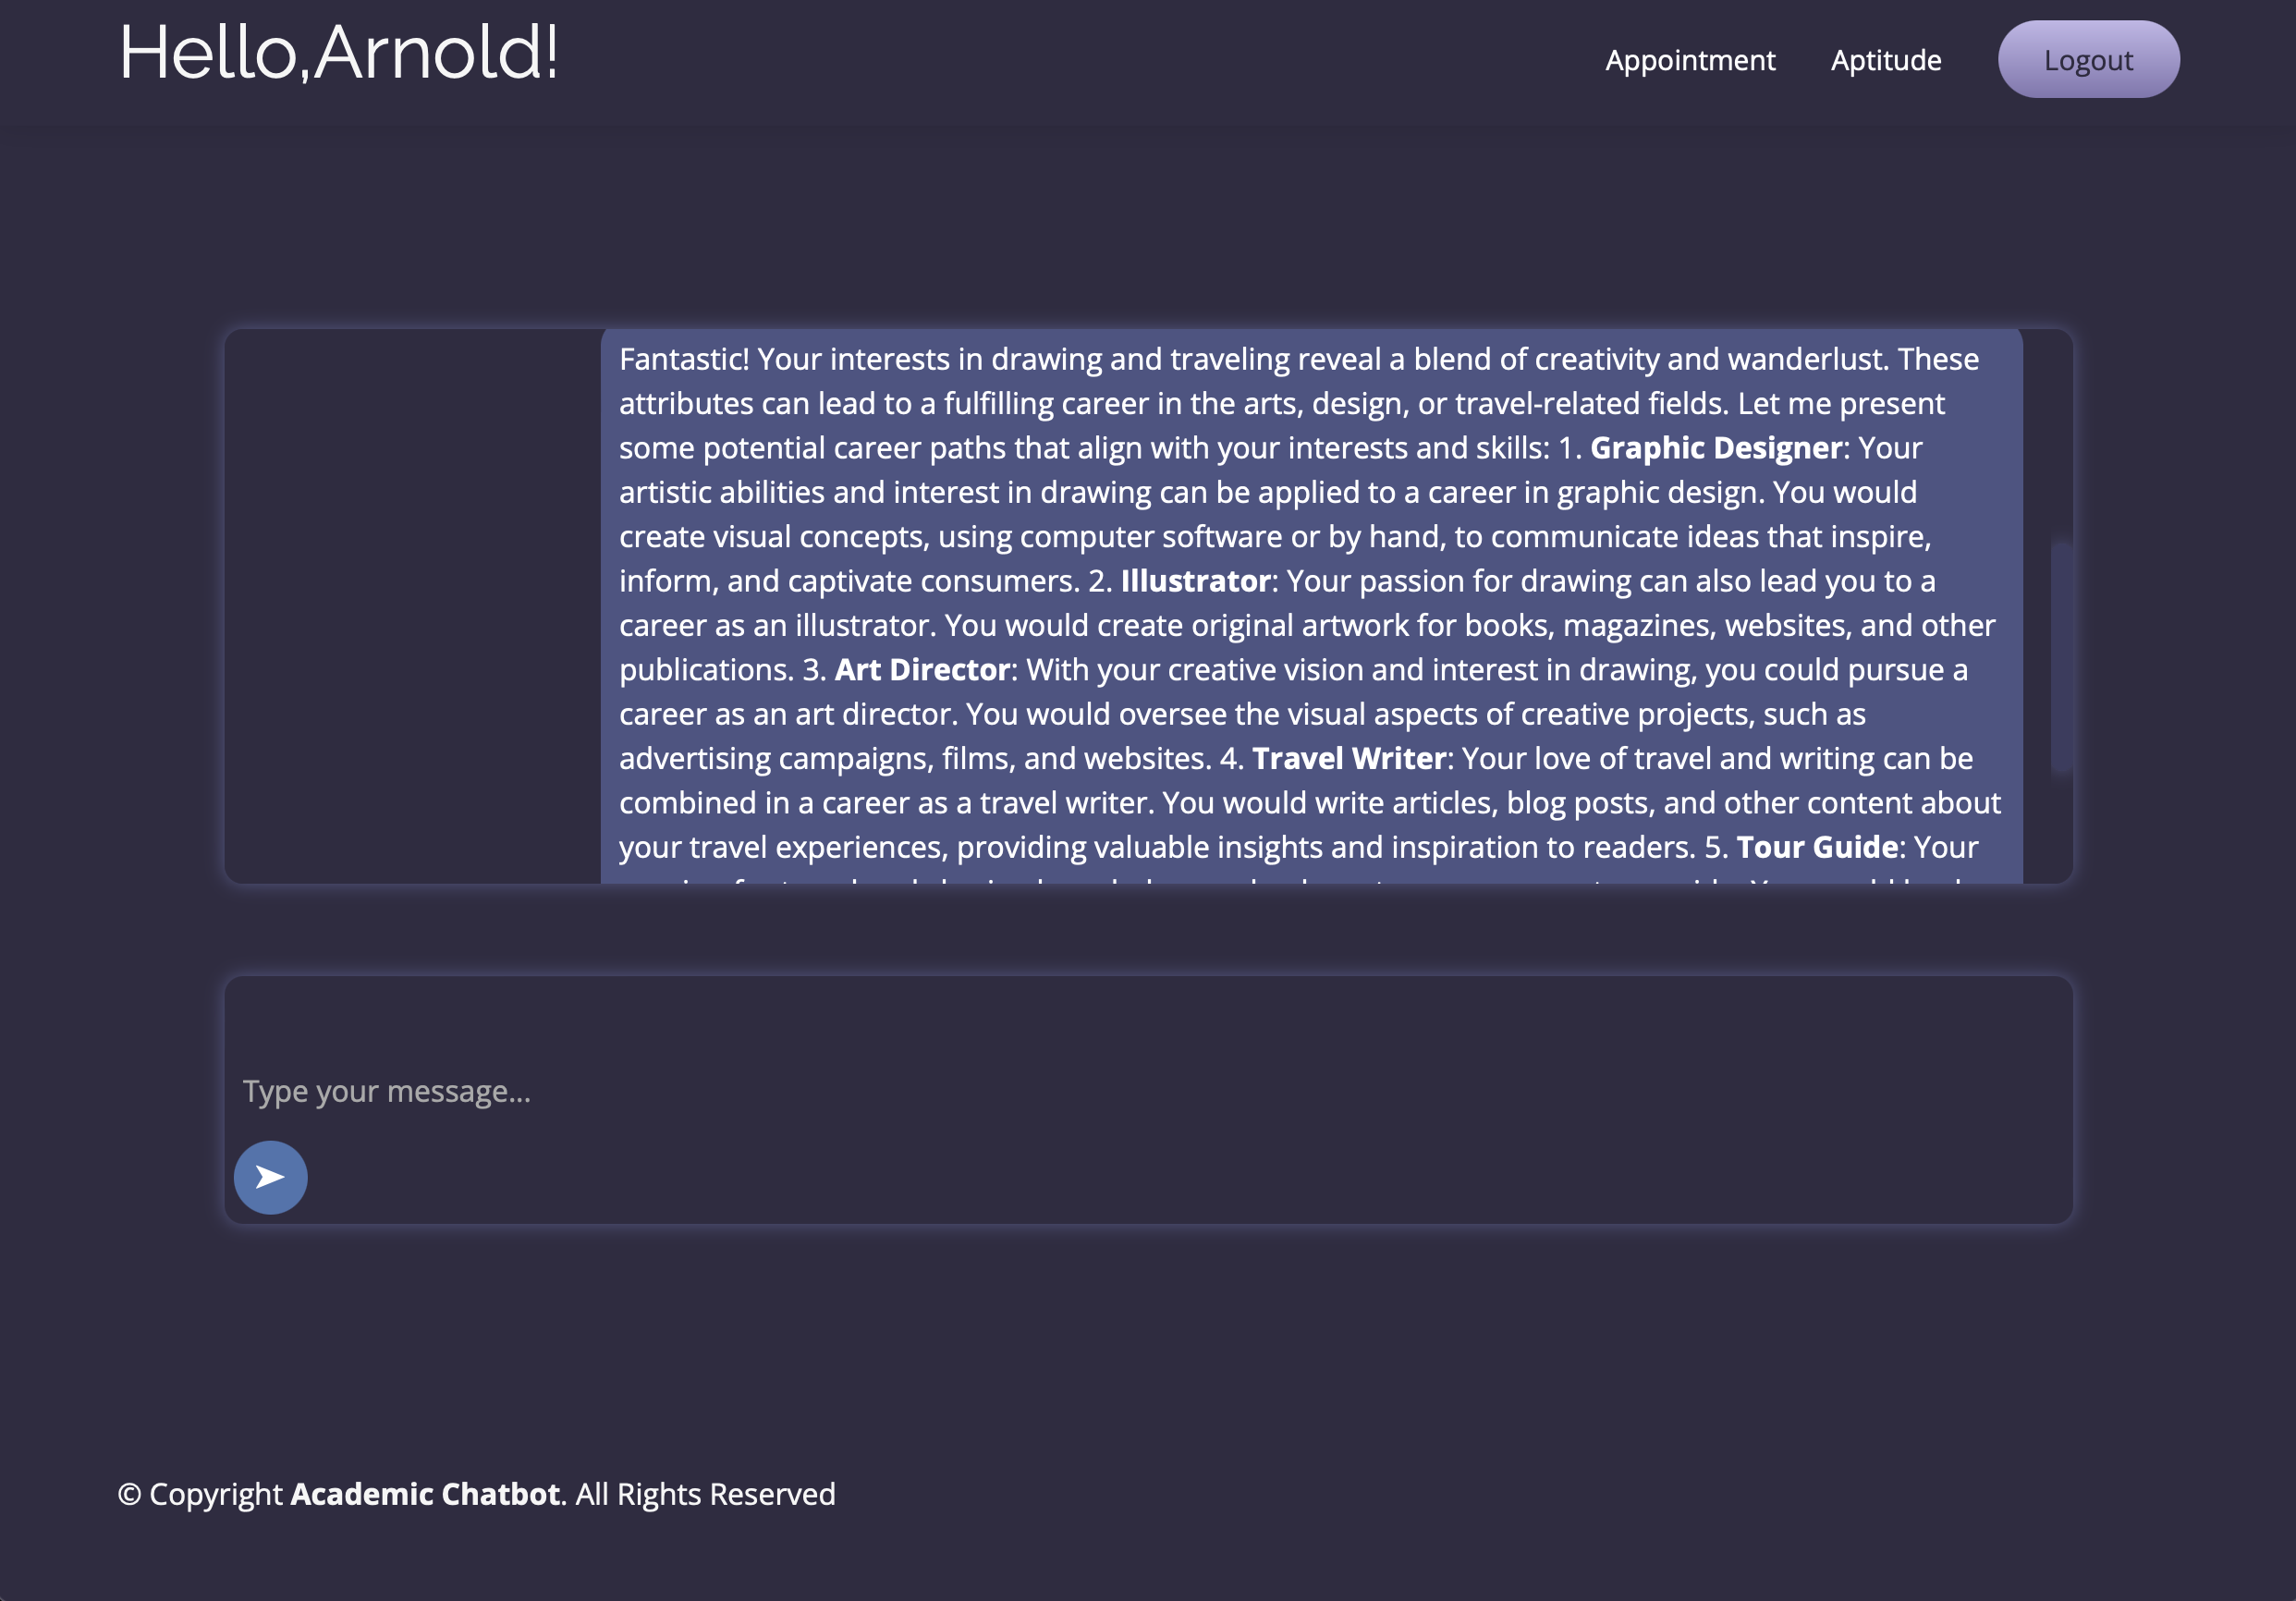 Hello,Arnold!
Appointment
Aptitude
Logout
Fantastic! Your interests in drawing and traveling reveal a blend of creativity and wanderlust. These
attributes can lead to a fulfilling career in the arts, design, or travel-related fields. Let me present
some potential career paths that align with your interests and skills: 1. Graphic Designer: Your
artistic abilities and interest in drawing can be applied to a career in graphic design. You would
create visual concepts, using computer software or by hand, to communicate ideas that inspire,
inform, and captivate consumers. 2. Illustrator: Your passion for drawing can also lead you to a
career as an illustrator. You would create original artwork for books, magazines, websites, and other
publications. 3. Art Director: With your creative vision and interest in drawing, you could pursue a
career as an art director. You would oversee the visual aspects of creative projects, such as
advertising campaigns, films, and websites. 4. Travel Writer: Your love of travel and writing can be
combined in a career as a travel writer. You would write articles, blog posts, and other content about
your travel experiences, providing valuable insights and inspiration to readers. 5. Tour Guide: Your
Type your message...
© Copyright Academic Chatbot. All Rights Reserved